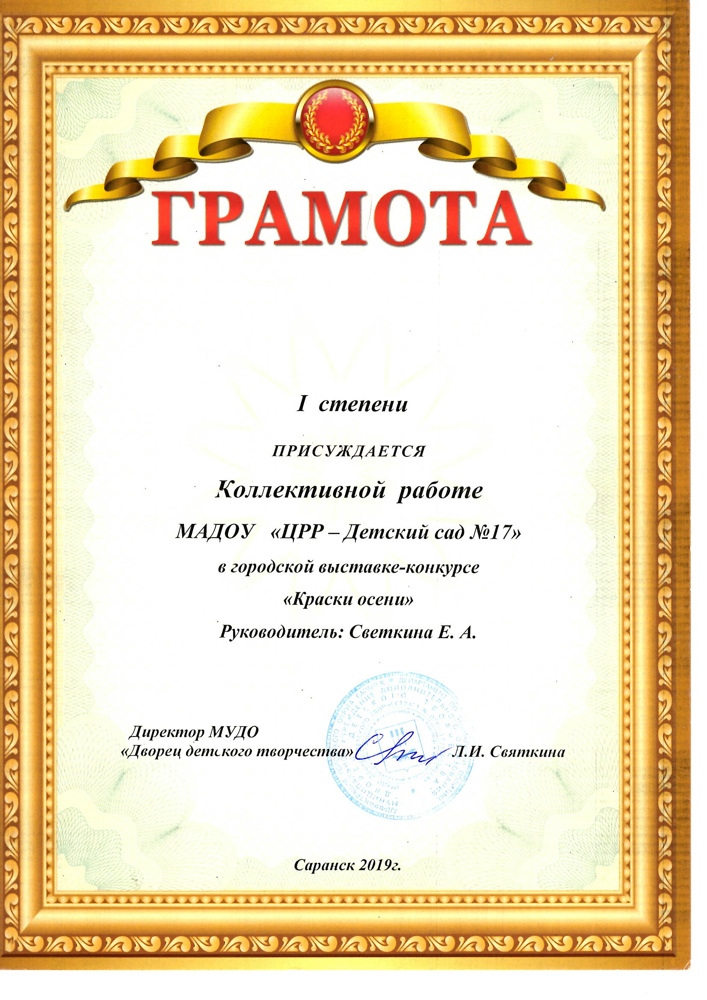 ГРАМОТА
I степени
ПРИСУЖДАЕТСЯ
Коллективной работе
МАДОУ «ЦРР – Детский сад №17»
в городской выставке-конкурсе
«Краски осени»
Руководитель: Светкина Е. А.
Директор МУДО
«Дворец детского творчества» Л.И. Святкина
Саранск 2019г.